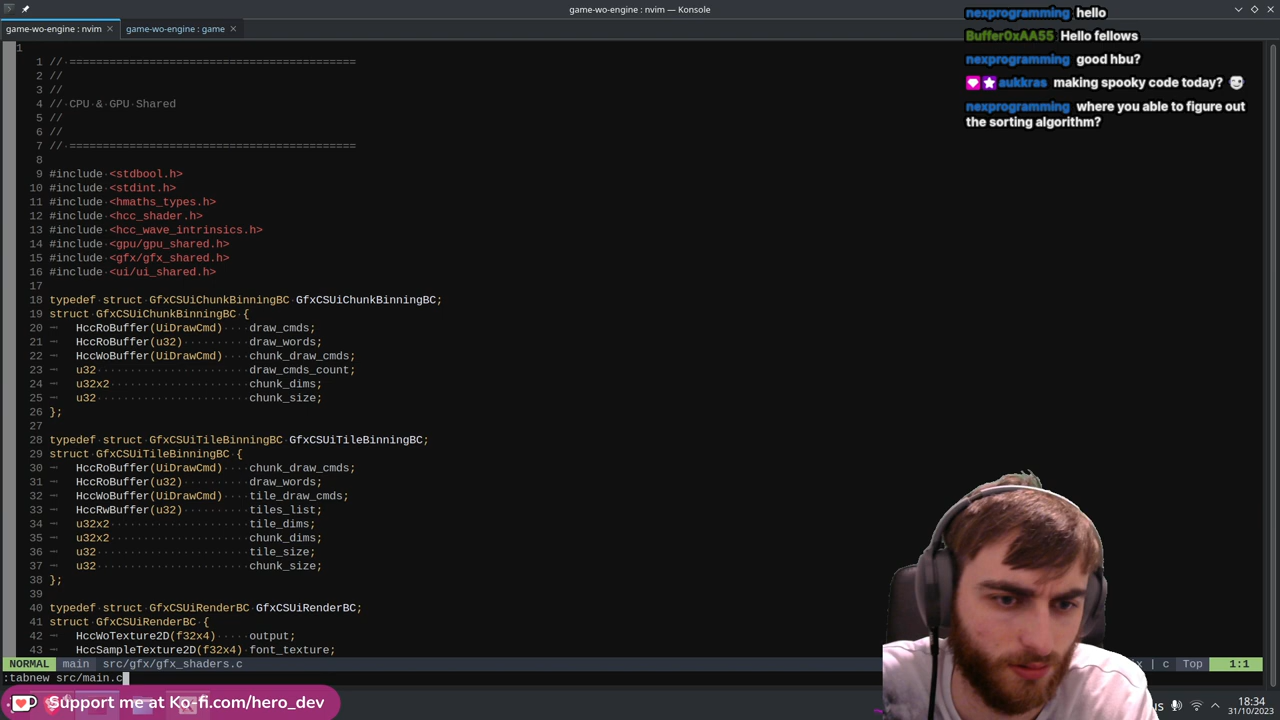 game-wo-engine : nvim — Konsole
game-wo-engine : nvim
game-wo-engine : game
nexprogramming hello
Buffer0xAA55 Hello fellows
nexprogramming good hbu?
aukkras making spooky code today?
nexprogramming where you able to figure out
the sorting algorithm?
1
1 // ===========================================
2 //
3 //
4 // CPU & GPU Shared
5 //
6 //
7 // ===========================================
8
9 #include <stdbool.h>
10 #include <stdint.h>
11 #include <hmaths_types.h>
12 #include <hcc_shader.h>
13 #include <hcc_wave_intrinsics.h>
14 #include <gpu/gpu_shared.h>
15 #include <gfx/gfx_shared.h>
16 #include <ui/ui_shared.h>
17
18 typedef struct GfxCSUiChunkBinningBC GfxCSUiChunkBinningBC;
19 struct GfxCSUiChunkBinningBC {
20 HccRoBuffer(UiDrawCmd) draw_cmds;
21 HccRoBuffer(u32) draw_words;
22 HccWoBuffer(UiDrawCmd) chunk_draw_cmds;
23 u32 draw_cmds_count;
24 u32x2 chunk_dims;
25 u32 chunk_size;
26 };
27
28 typedef struct GfxCSUiTileBinningBC GfxCSUiTileBinningBC;
29 struct GfxCSUiTileBinningBC {
30 HccRoBuffer(UiDrawCmd) chunk_draw_cmds;
31 HccRoBuffer(u32) draw_words;
32 HccWoBuffer(UiDrawCmd) tile_draw_cmds;
33 HccRwBuffer(u32) tiles_list;
34 u32x2 tile_dims;
35 u32x2 chunk_dims;
36 u32 tile_size;
37 u32 chunk_size;
38 };
39
40 typedef struct GfxCSUiRenderBC GfxCSUiRenderBC;
41 struct GfxCSUiRenderBC {
42 HccWoTexture2D(f32x4) output;
43 HccSampleTexture2D(f32x4) font_texture;
NORMAL main src/gfx/gfx_shaders.c
x | c Top 1:1
:tabnew src/main.c
Support me at Ko-fi.com/hero_dev
18:34
31/10/2023